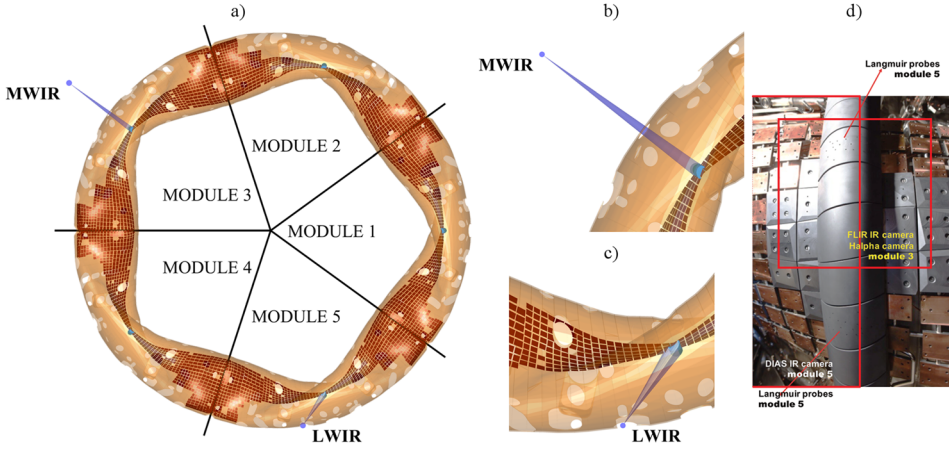 a)
MWIR
MODULE 2
MODULE 3
MODULE 1
MODULE 4
MODULE 5
LWIR
b)
MWIR
c)
LWIR
d)
Langmuir probes
module 5
FLIR IR camera
Halpha camera
module 3
DIAS IR camera
module 5
Langmuir probes
module 5